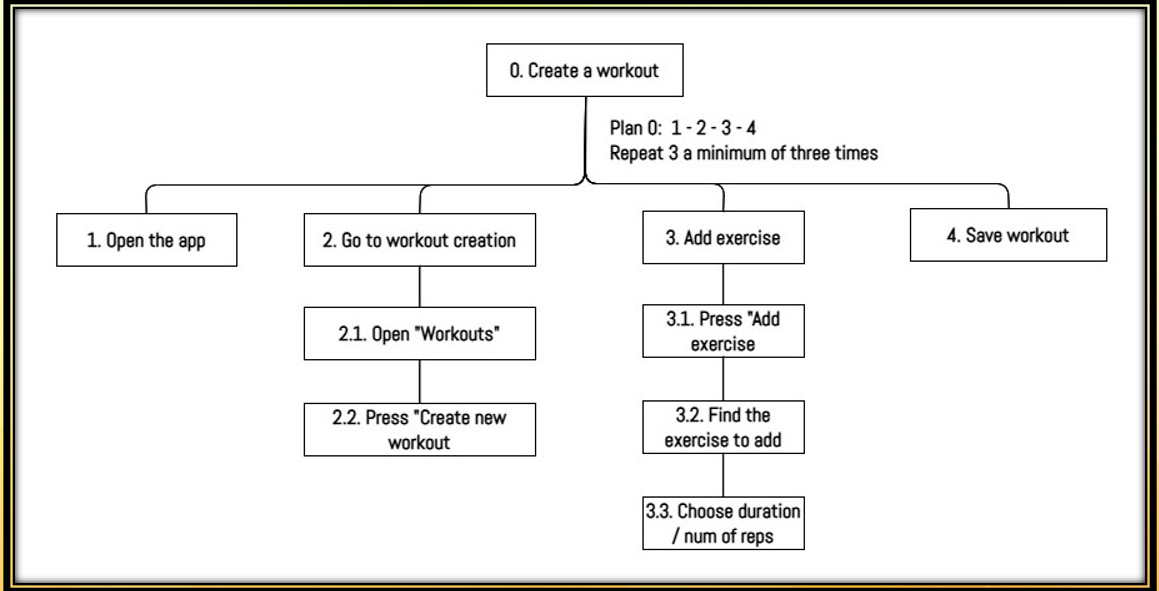 0. Create a workout
Plan 0: 1 - 2 - 3 - 4
Repeat 3 a minimum of three times
1. Open the app
2. Go to workout creation
3. Add exercise
4. Save workout
2.1. Open "Workouts"
3.1. Press "Add
exercise
2.2. Press "Create new
workout
3.2. Find the
exercise to add
3.3. Choose duration
/ num of reps